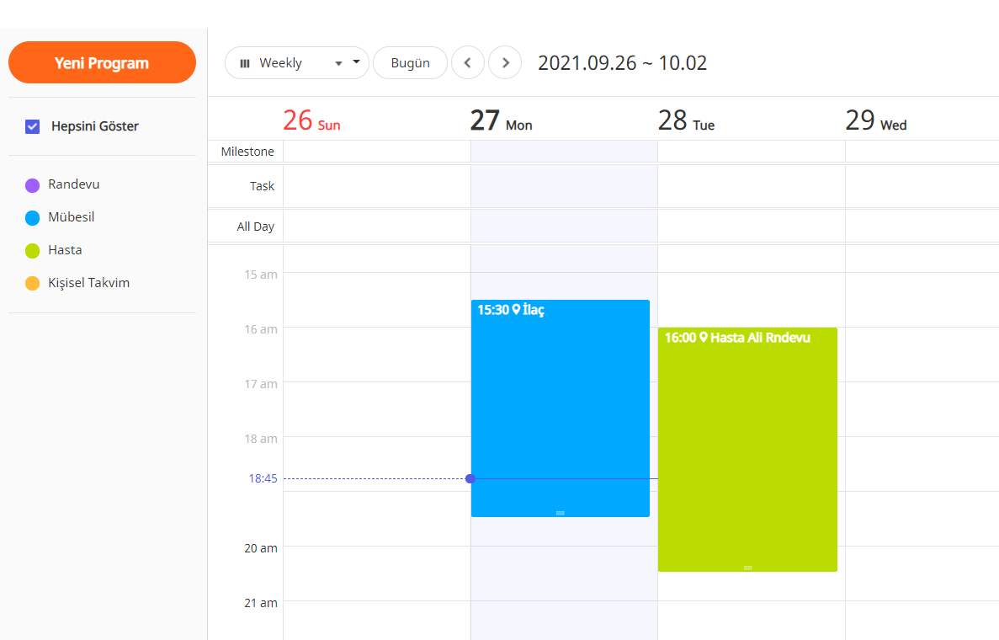 Yeni Program
Hepsini Göster
Randevu
Mübesil
Hasta
Kişisel Takvim
Weekly
Bugün
2021.09.26 ~ 10.02
26 Sun
27 Mon
28 Tue
29 Wed
Milestone
Task
All Day
15 am
16 am
17 am
18 am
18:45
20 am
21 am
15:30 İlaç
16:00 Hasta Ali Rndevu